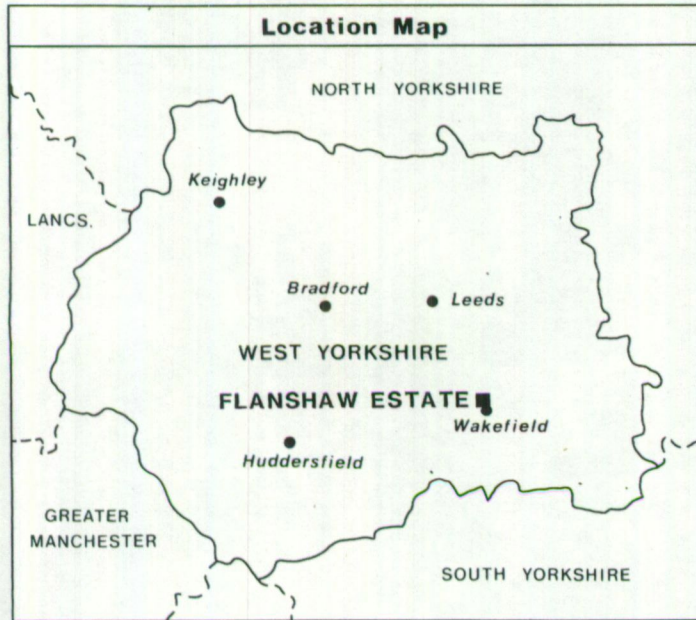 Location Map
NORTH YORKSHIRE
Keighley
LANCS.
Bradford
Leeds
WEST YORKSHIRE
FLANSHAW ESTATE
Wakefield
Huddersfield
GREATER
MANCHESTER
SOUTH YORKSHIRE